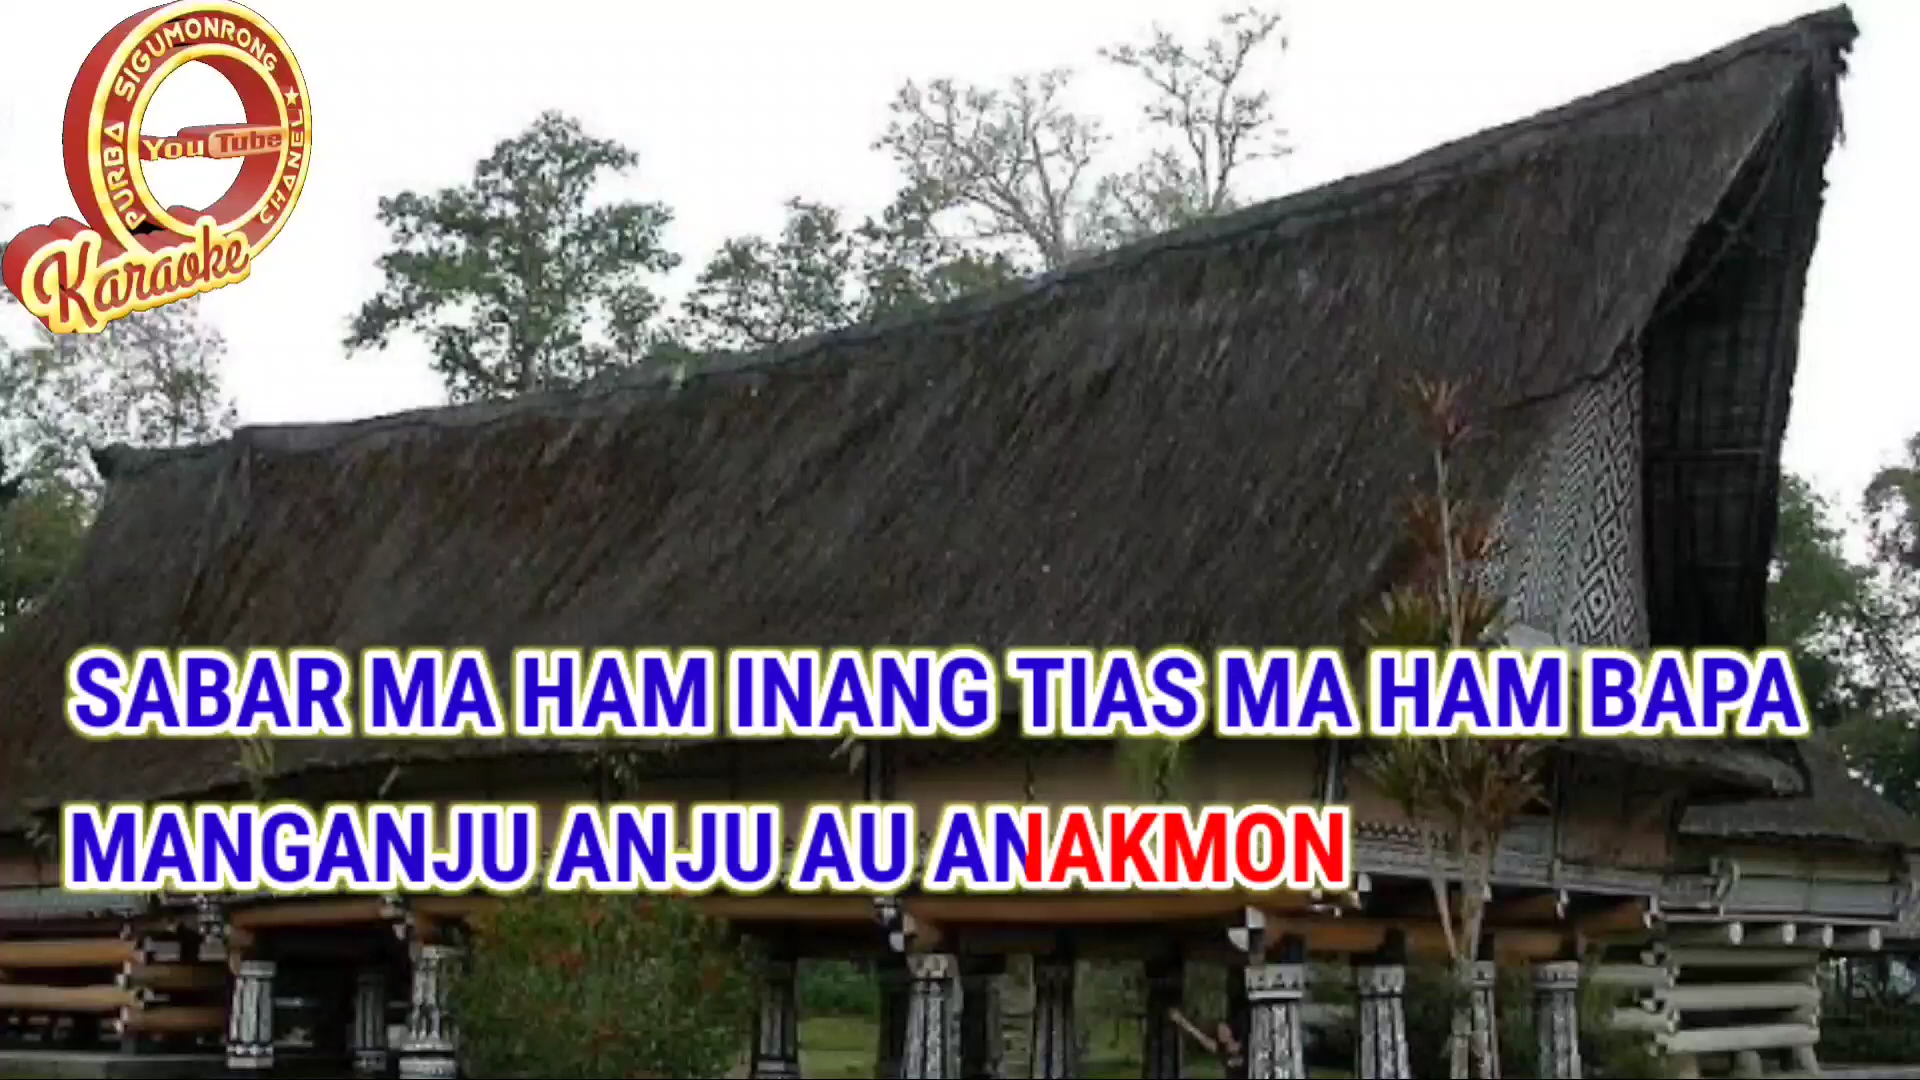 PURBA SIGUMONRONG CHANEL
YouTube
Karaoke
SABAR MA HAM INANG TIAS MA HAM BAPA
MANGANJU ANJU AU ANAKMON